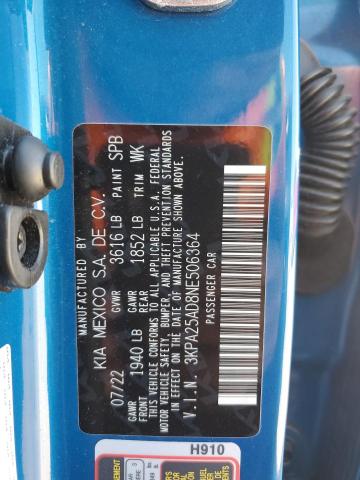 MANUFACTURED BY
KIA MEXICO S.A. DE C.V.
07/22 GVWR 3616 LB PAINT SPB
GAWR FRONT 1940 LB GAWR REAR 1852 LB TRIM WK
THIS VEHICLE CONFORMS TO ALL APPLICABLE U.S.A. FEDERAL
MOTOR VEHICLE SAFETY, BUMPER, AND THEFT PREVENTION STANDARDS
IN EFFECT ON THE DATE OF MANUFACTURE SHOWN ABOVE.
V.I.N. 3KPA25AD8NE506364
PASSENGER CAR
H910